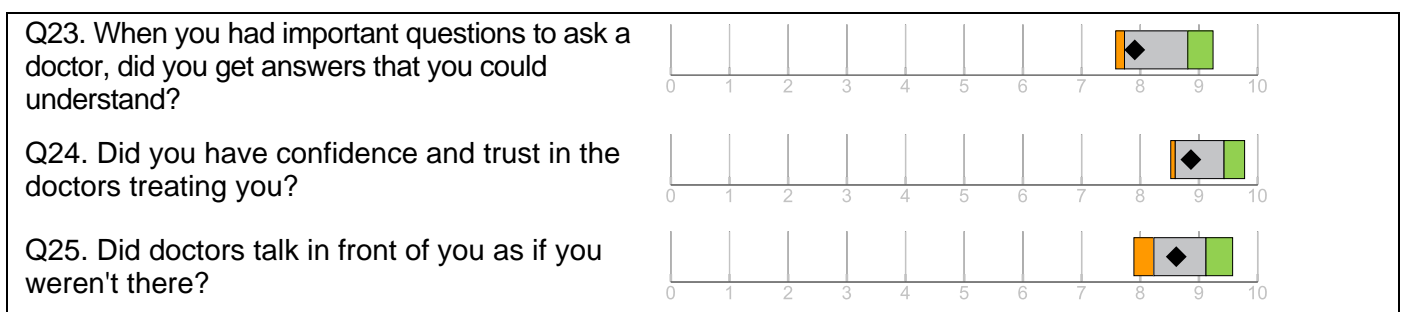 Q23. When you had important questions to ask a
doctor, did you get answers that you could
understand?
0 1 2 3 4 5 6 7 8 9 10
Q24. Did you have confidence and trust in the
doctors treating you?
0 1 2 3 4 5 6 7 8 9 10
Q25. Did doctors talk in front of you as if you
weren't there?
0 1 2 3 4 5 6 7 8 9 10